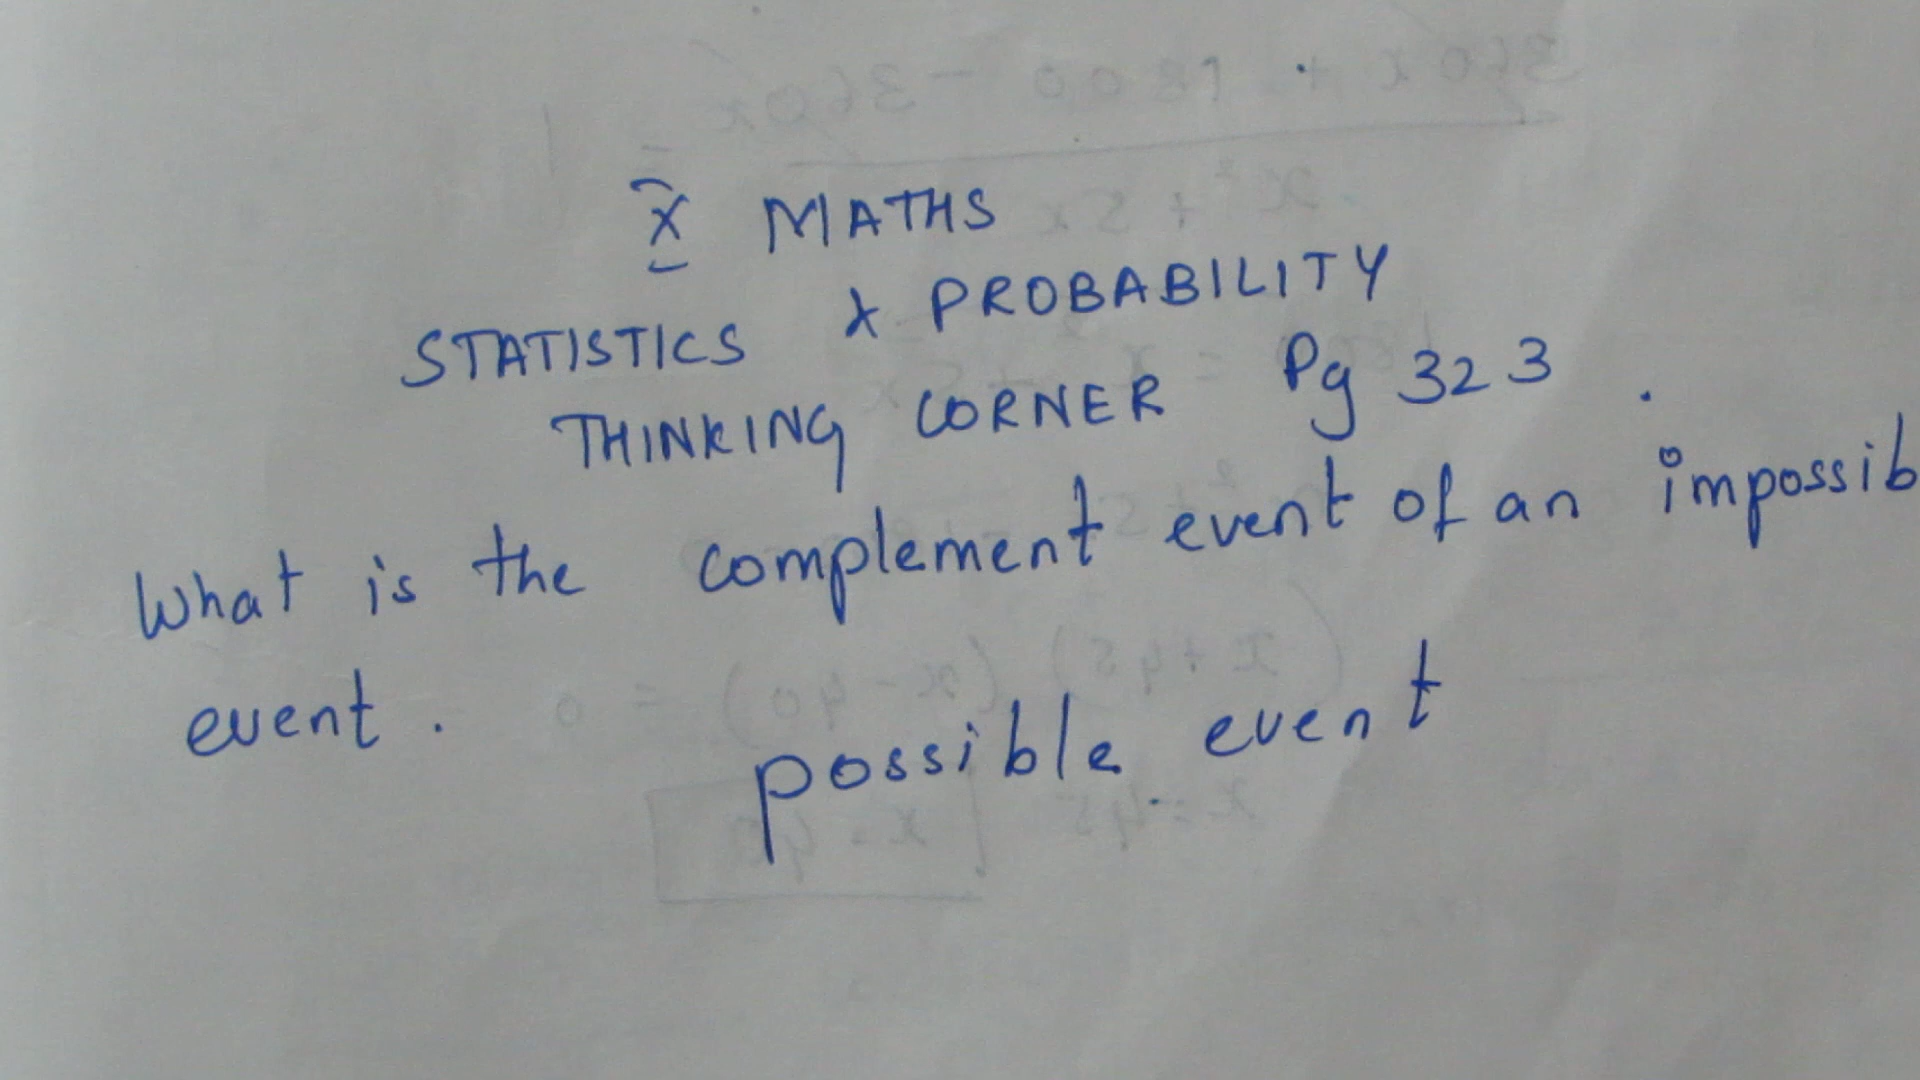 X MATHS
STATISTICS & PROBABILITY
THINKING CORNER Pg 323.
What is the complement event of an impossib
event.
possible event